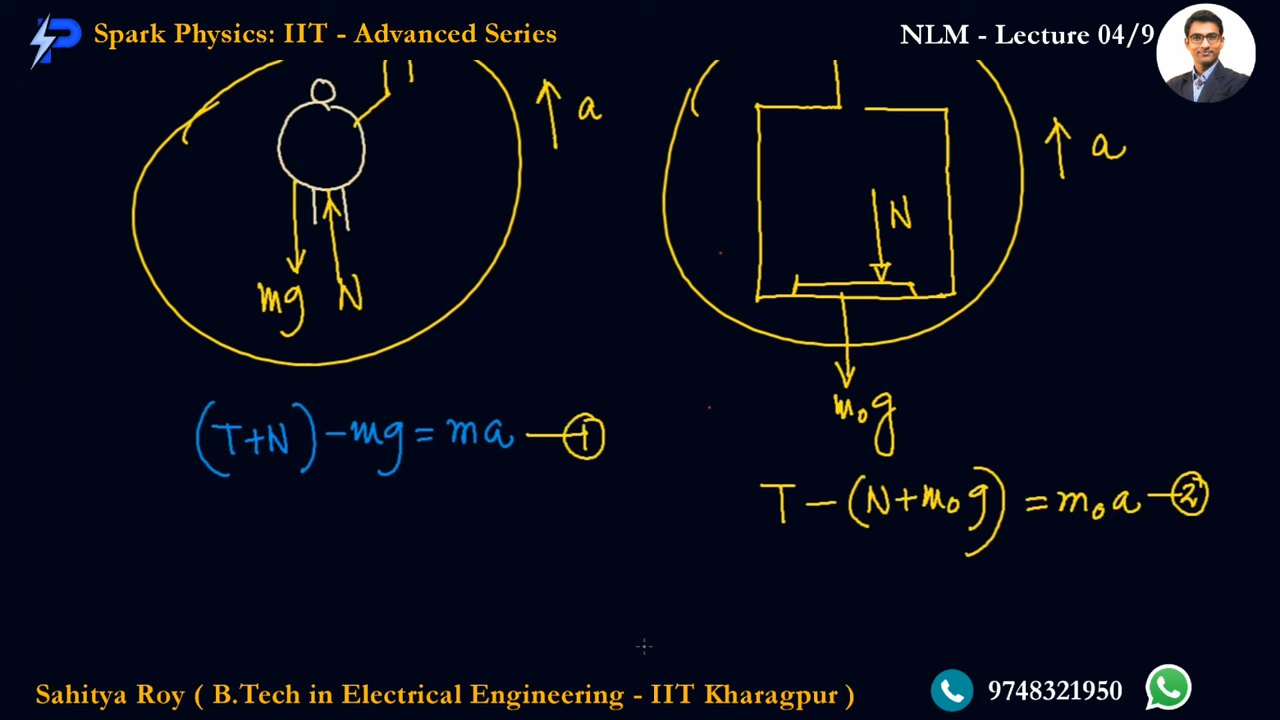 Spark Physics: IIT - Advanced Series
NLM - Lecture 04/9
a
mg N
N
a
m₀g
(T+N) - mg = ma — ①
T - (N + m₀g) = m₀a — ②
Sahitya Roy ( B.Tech in Electrical Engineering - IIT Kharagpur )
9748321950